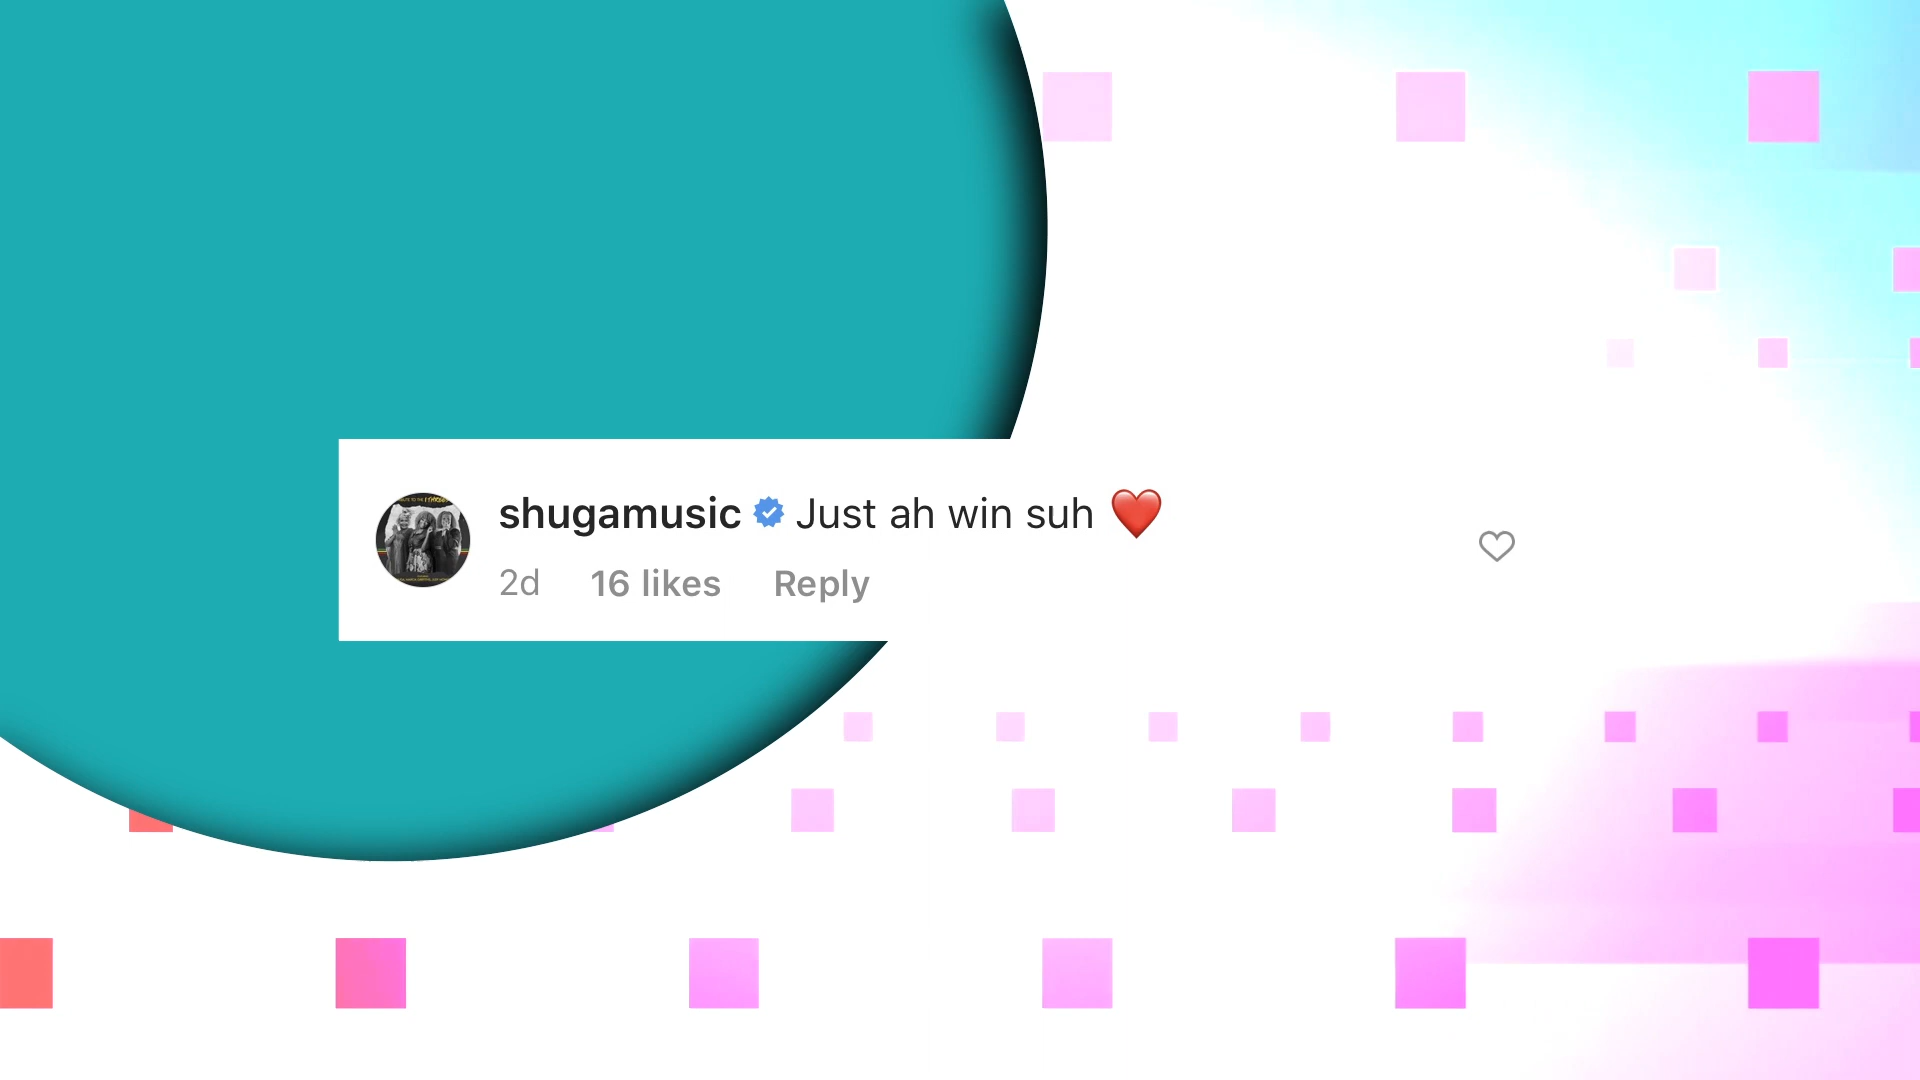 shugamusic Just ah win suh ❤️
2d 16 likes Reply